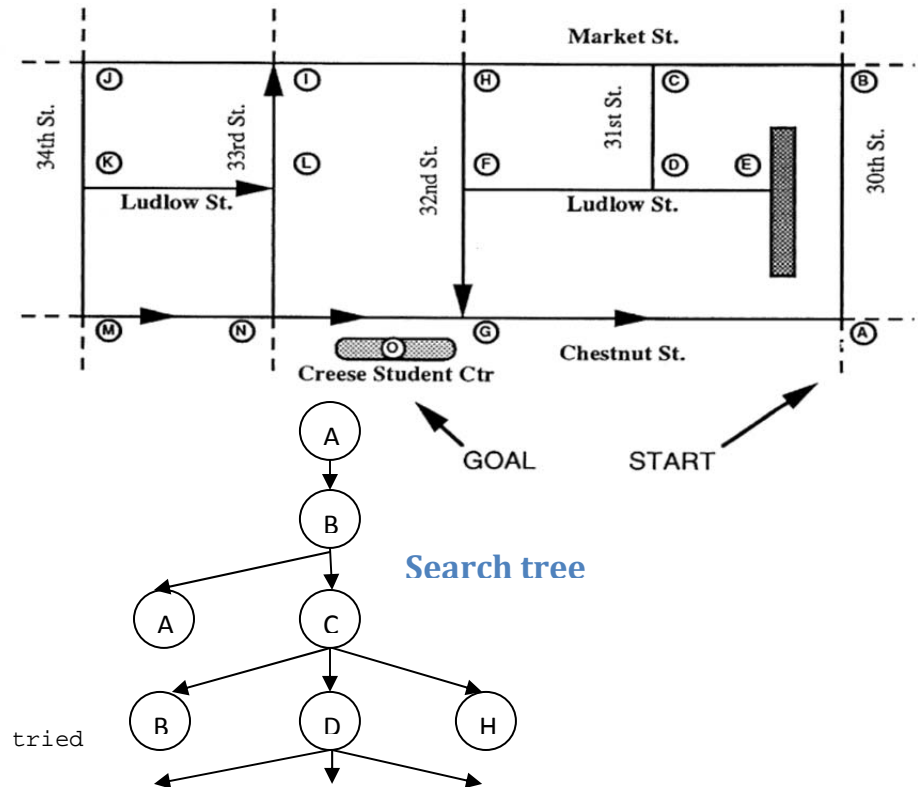 Market St.
J
I
H
C
B
34th St.
33rd St.
32nd St.
31st St.
30th St.
K
L
F
D
E
Ludlow St.
Ludlow St.
M
N
G
A
O
Chestnut St.
Creese Student Ctr
GOAL
START
A
B
Search tree
A
C
B
D
H
tried